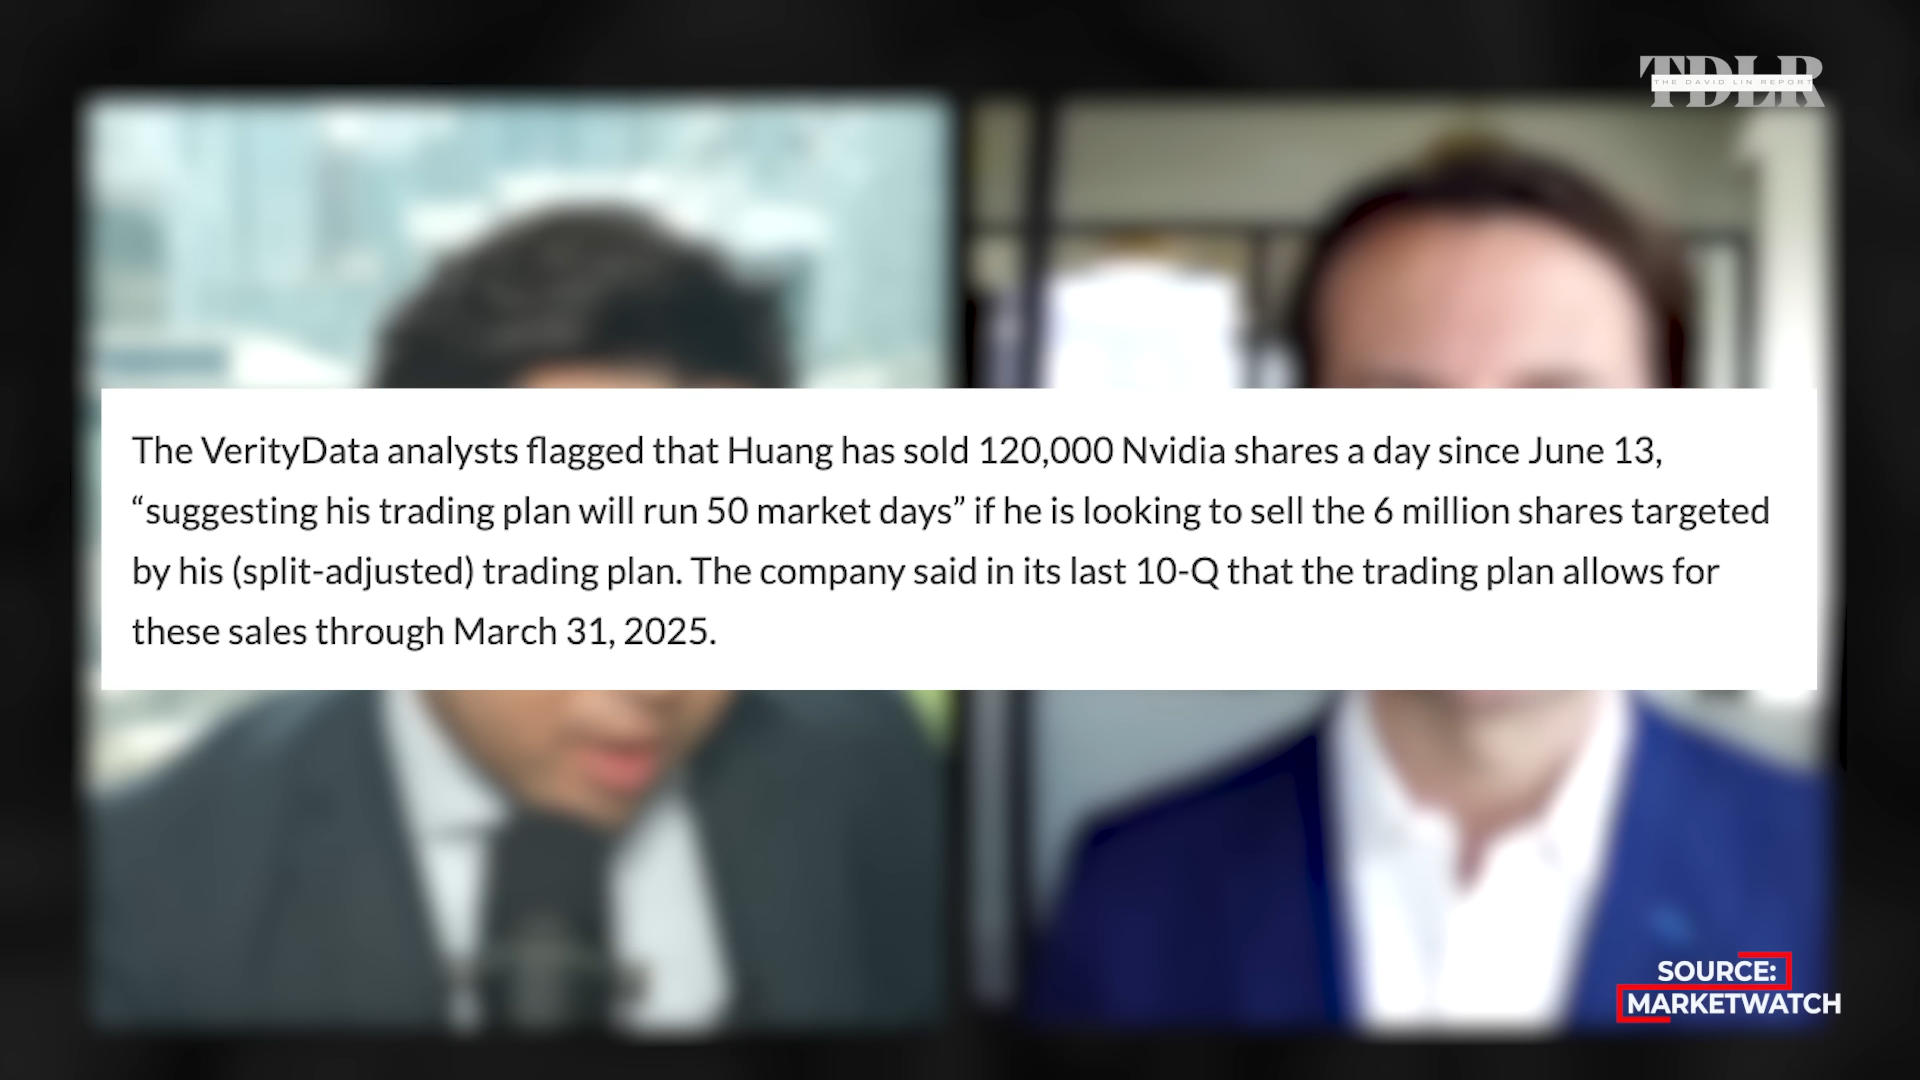 TDLR
THE DAVID LIN REPORT
The VerityData analysts flagged that Huang has sold 120,000 Nvidia shares a day since June 13,
“suggesting his trading plan will run 50 market days” if he is looking to sell the 6 million shares targeted
by his (split-adjusted) trading plan. The company said in its last 10-Q that the trading plan allows for
these sales through March 31, 2025.
SOURCE:
MARKETWATCH